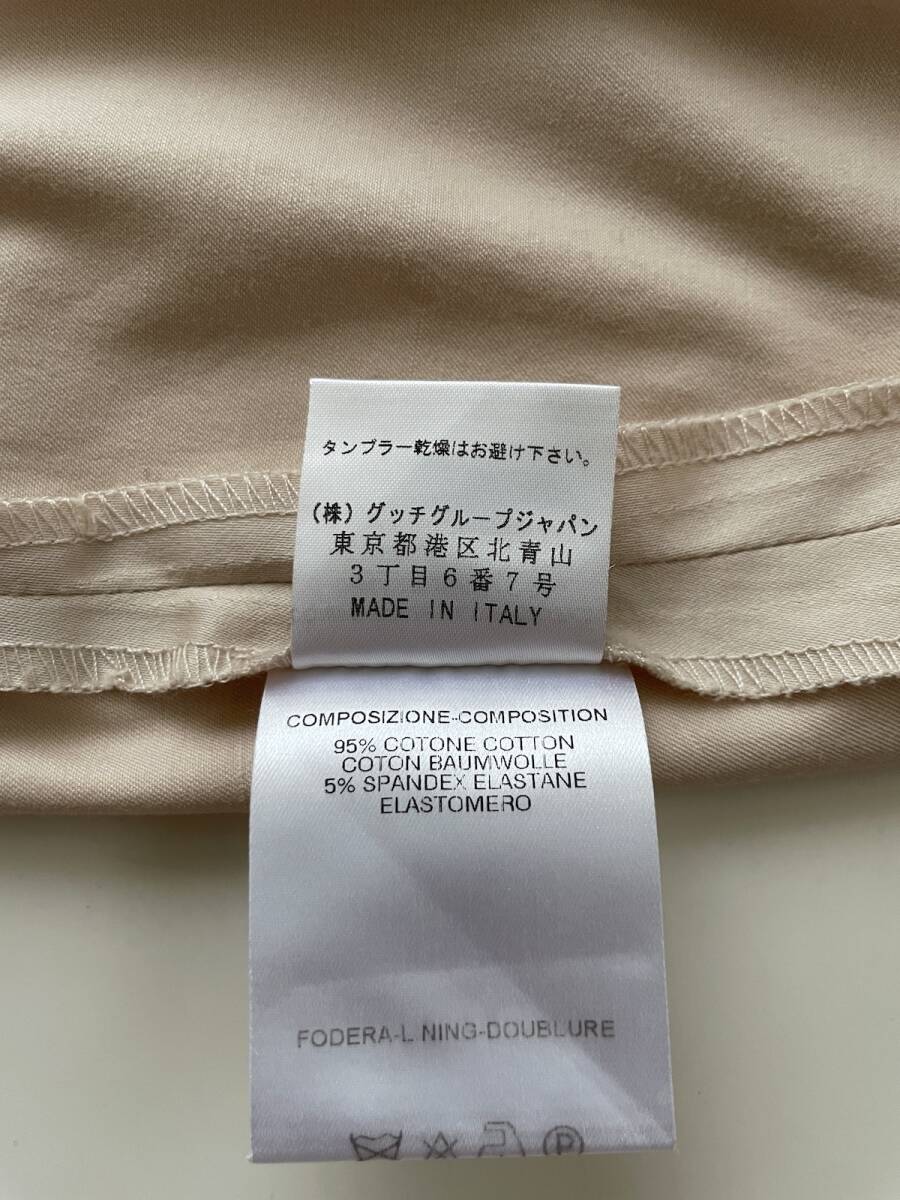 タンブラー乾燥はお避け下さい。
（株）グッチグループジャパン
東京都港区北青山
3丁目6番7号
MADE IN ITALY
COMPOSIZIONE-COMPOSITION
95% COTONE COTTON
COTON BAUMWOLLE
5% SPANDEX ELASTANE
ELASTOMERO
FODERA-L NING-DOUBLURE
P